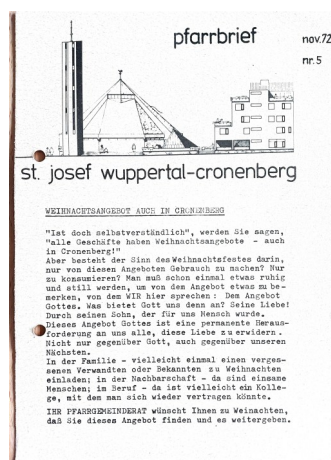 pfarrbrief
nov.72
nr.5
st. josef wuppertal-cronenberg
WEIHNACHTSANGEBOT AUCH IN CRONENBERG
"Ist doch selbstverständlich", werden Sie sagen,
"alle Geschäfte haben Weihnachtsangebote - auch
in Cronenberg!"
Aber besteht der Sinn des Weihnachtsfestes darin,
nur von diesen Angeboten Gebrauch zu machen? Nur
zu konsumieren? Man muß schon einmal etwas ruhig
und still werden, um von dem Angebot etwas zu be-
merken, von dem WIR hier sprechen: Dem Angebot
Gottes. Was bietet Gott uns denn an? Seine Liebe!
Durch seinen Sohn, der für uns Mensch wurde.
Dieses Angebot Gottes ist eine permanente Heraus-
forderung an uns alle, diese Liebe zu erwidern.
Nicht nur gegenüber Gott, auch gegenüber unseren
Nächsten.
In der Familie - vielleicht einmal einen verges-
senen Verwandten oder Bekannten zu Weihnachten
einladen; in der Nachbarschaft - da sind einsame
Menschen; im Beruf - da ist vielleicht ein Kolle-
ge, mit dem man sich wieder vertragen könnte.
IHR PFARRGEMEINDERAT wünscht Ihnen zu Weinachten,
daß Sie dieses Angebot finden und es weitergeben.